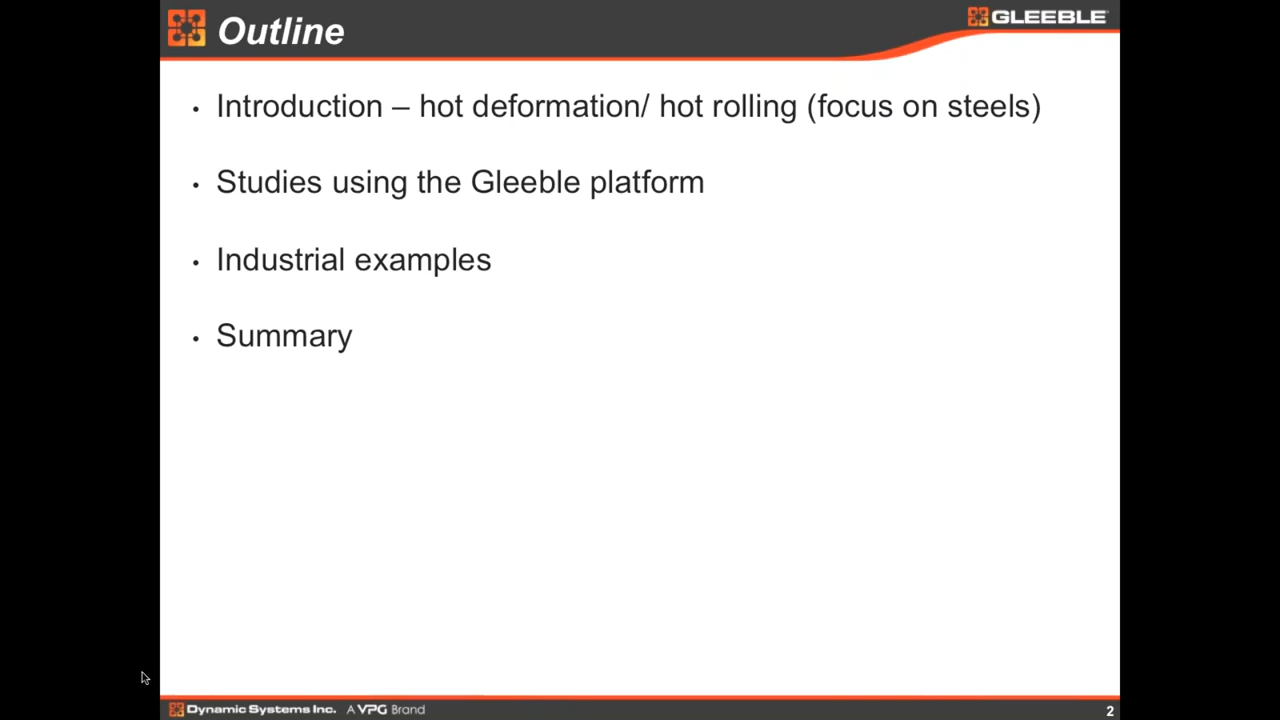 Outline
GLEEBLE
• Introduction – hot deformation/ hot rolling (focus on steels)
• Studies using the Gleeble platform
• Industrial examples
• Summary
Dynamic Systems Inc. A VPG Brand
2